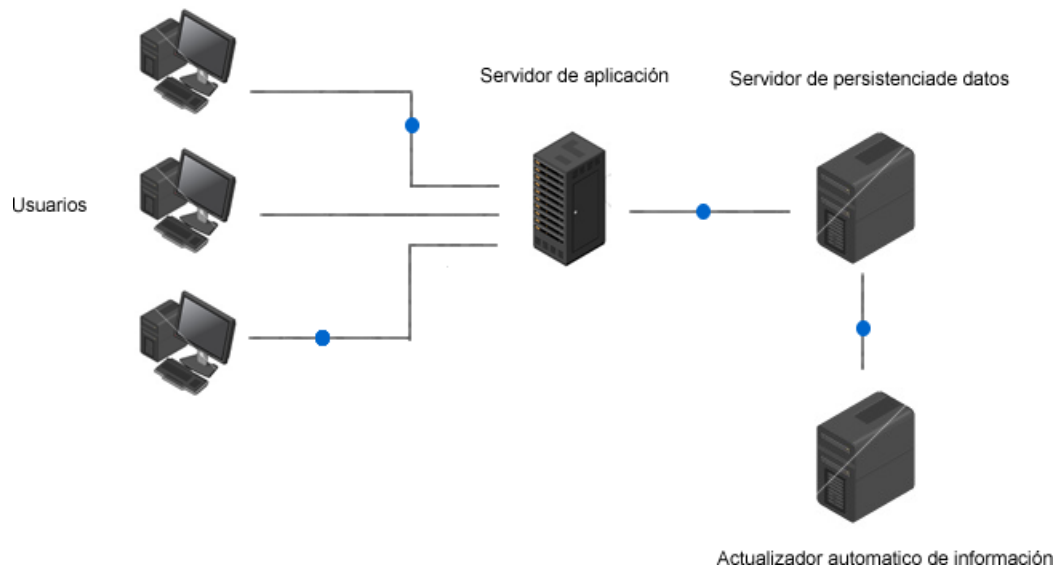 Servidor de aplicación
Servidor de persistenciade datos
Usuarios
Actualizador automatico de información